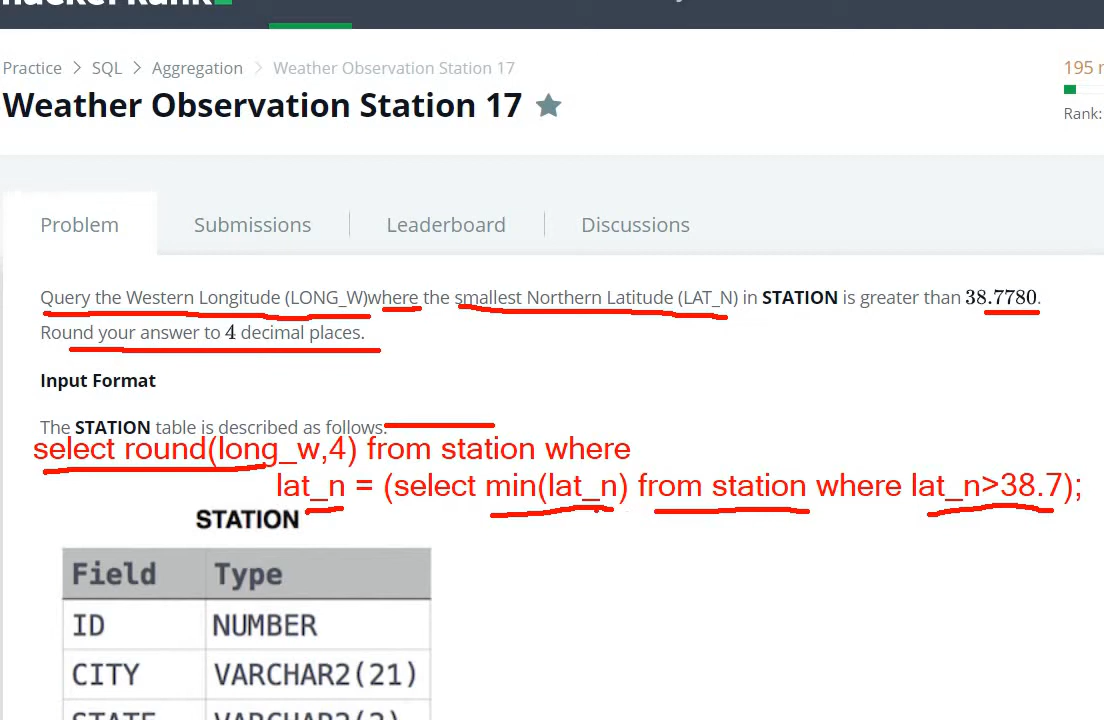 Practice > SQL > Aggregation > Weather Observation Station 17
195
Weather Observation Station 17
Rank:
Problem
Submissions
Leaderboard
Discussions
Query the Western Longitude (LONG_W)where the smallest Northern Latitude (LAT_N) in STATION is greater than 38.7780.
Round your answer to 4 decimal places.
Input Format
The STATION table is described as follows:
select round(long_w,4) from station where
lat_n = (select min(lat_n) from station where lat_n>38.7);
STATION
Field Type
ID NUMBER
CITY VARCHAR2(21)
STATE VARCHAR2(2)